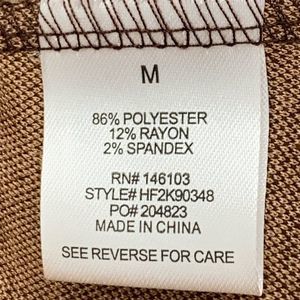 M
86% POLYESTER
12% RAYON
2% SPANDEX
RN# 146103
STYLE# HF2K90348
PO# 204823
MADE IN CHINA
SEE REVERSE FOR CARE